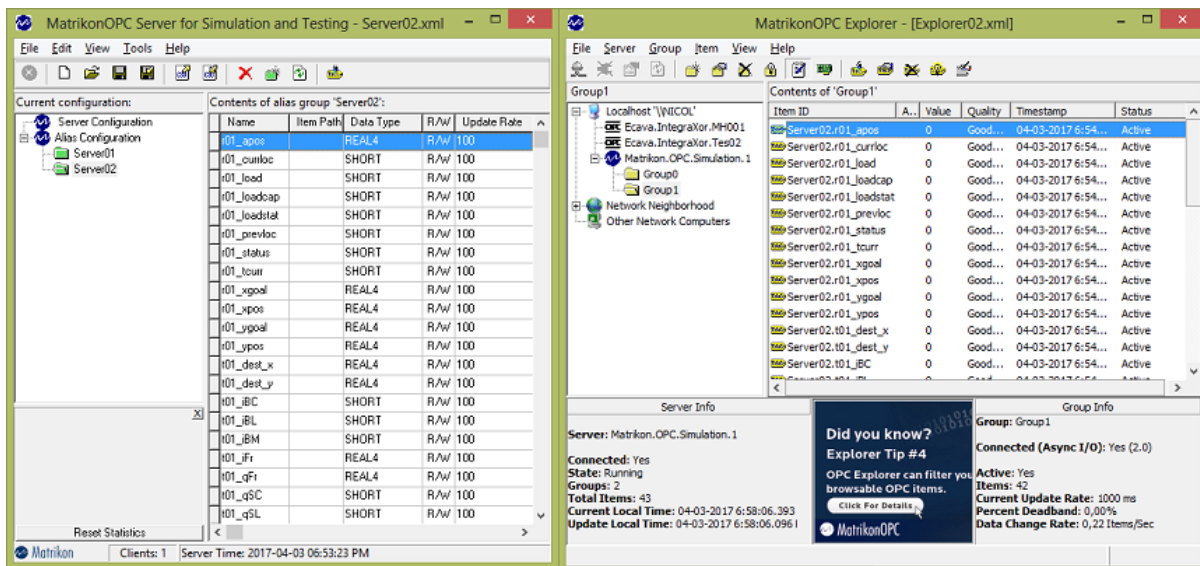 MatrikonOPC Server for Simulation and Testing - Server02.xml
File Edit View Tools Help
Current configuration:
Server Configuration
Alias Configuration
Server01
Server02
Contents of alias group 'Server02':
Name Item Path Data Type R/W Update Rate
r01_apos REAL4 R/W 100
r01_currloc SHORT R/W 100
r01_load SHORT R/W 100
r01_loadcap SHORT R/W 100
r01_loadstat SHORT R/W 100
r01_prevloc SHORT R/W 100
r01_status SHORT R/W 100
r01_tcurr SHORT R/W 100
r01_xgoal REAL4 R/W 100
r01_xpos REAL4 R/W 100
r01_ygoal REAL4 R/W 100
r01_ypos REAL4 R/W 100
t01_dest_x REAL4 R/W 100
t01_dest_y REAL4 R/W 100
t01_iBC SHORT R/W 100
t01_iBL SHORT R/W 100
t01_iBM SHORT R/W 100
t01_iFr REAL4 R/W 100
t01_qFr REAL4 R/W 100
t01_qSC SHORT R/W 100
t01_qSL SHORT R/W 100
Reset Statistics
Matrikon Clients: 1 Server Time: 2017-04-03 06:53:23 PM
MatrikonOPC Explorer - [Explorer02.xml]
File Server Group Item View Help
Group1
Localhost '\\NICOL'
OPC Ecava.IntegraXor.MH001
OPC Ecava.IntegraXor.Tes02
Matrikon.OPC.Simulation.1
Group0
Group1
Network Neighborhood
Other Network Computers
Contents of 'Group1'
Item ID A... Value Quality Timestamp Status
Server02.r01_apos 0 Good... 04-03-2017 6:54... Active
Server02.r01_currloc 0 Good... 04-03-2017 6:54... Active
Server02.r01_load 0 Good... 04-03-2017 6:54... Active
Server02.r01_loadcap 0 Good... 04-03-2017 6:54... Active
Server02.r01_loadstat 0 Good... 04-03-2017 6:54... Active
Server02.r01_prevloc 0 Good... 04-03-2017 6:54... Active
Server02.r01_status 0 Good... 04-03-2017 6:54... Active
Server02.r01_tcurr 0 Good... 04-03-2017 6:54... Active
Server02.r01_xgoal 0 Good... 04-03-2017 6:54... Active
Server02.r01_xpos 0 Good... 04-03-2017 6:54... Active
Server02.r01_ygoal 0 Good... 04-03-2017 6:54... Active
Server02.r01_ypos 0 Good... 04-03-2017 6:54... Active
Server02.t01_dest_x 0 Good... 04-03-2017 6:54... Active
Server02.t01_dest_y 0 Good... 04-03-2017 6:54... Active
Server02.t01_iBC 0 Good... 04-03-2017 6:54... Active
Server Info
Server: Matrikon.OPC.Simulation.1
Connected: Yes
State: Running
Groups: 2
Total Items: 43
Current Local Time: 04-03-2017 6:58:06.393
Update Local Time: 04-03-2017 6:58:06.096
Did you know?
Explorer Tip #4
OPC Explorer can filter you
browsable OPC items.
Click For Details
MatrikonOPC
Group Info
Group: Group1
Connected (Async I/O): Yes (2.0)
Active: Yes
Items: 42
Current Update Rate: 1000 ms
Percent Deadband: 0,00%
Data Change Rate: 0,22 Items/Sec